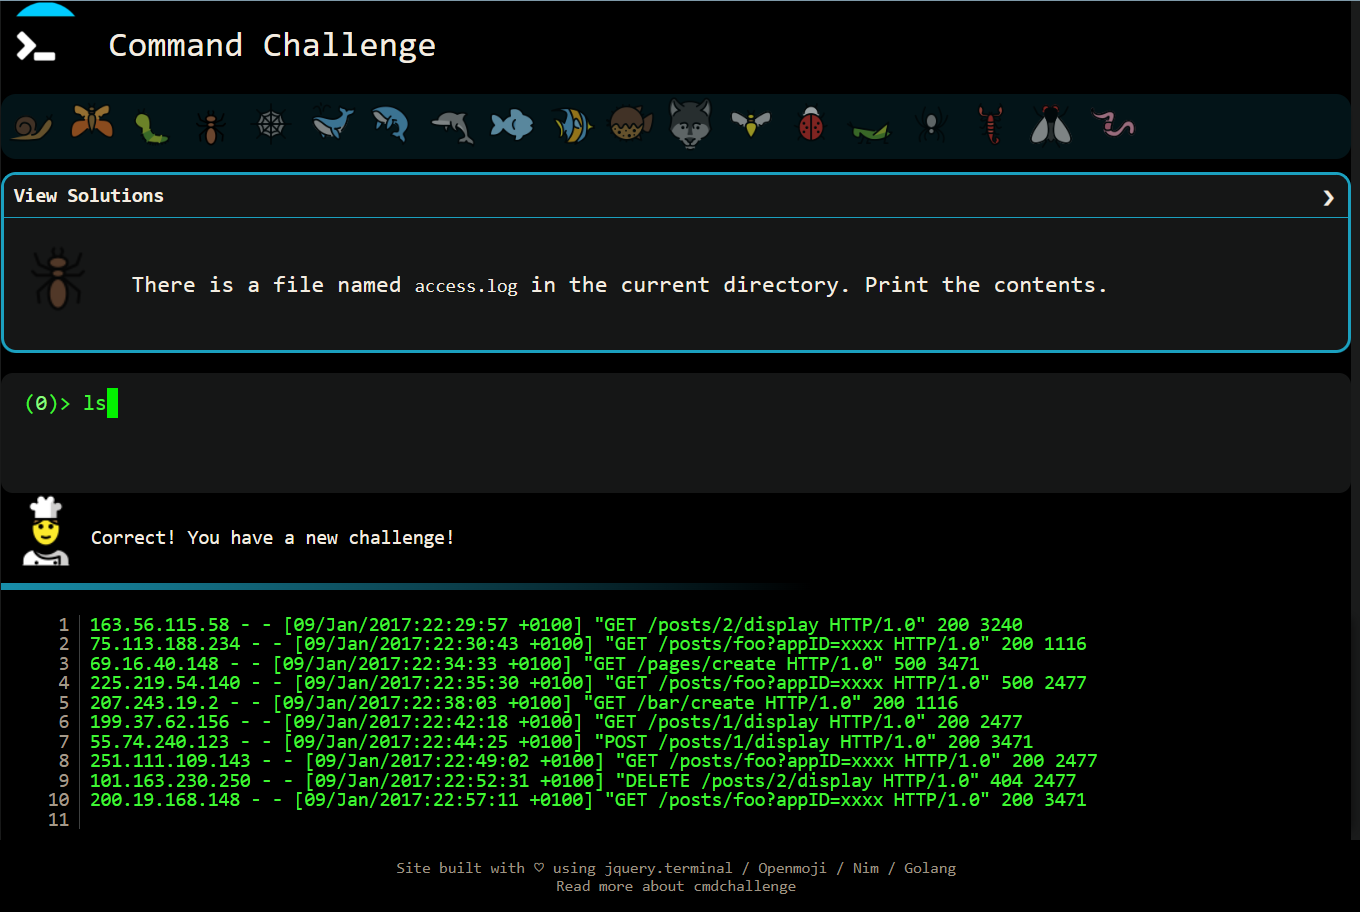 Command Challenge
View Solutions
There is a file named access.log in the current directory. Print the contents.
(0)> ls
Correct! You have a new challenge!
1 163.56.115.58 - - [09/Jan/2017:22:29:57 +0100] "GET /posts/2/display HTTP/1.0" 200 3240
2 75.113.188.234 - - [09/Jan/2017:22:30:43 +0100] "GET /posts/foo?appID=xxxx HTTP/1.0" 200 1116
3 69.16.40.148 - - [09/Jan/2017:22:34:33 +0100] "GET /pages/create HTTP/1.0" 500 3471
4 225.219.54.140 - - [09/Jan/2017:22:35:30 +0100] "GET /posts/foo?appID=xxxx HTTP/1.0" 500 2477
5 207.243.19.2 - - [09/Jan/2017:22:38:03 +0100] "GET /bar/create HTTP/1.0" 200 1116
6 199.37.62.156 - - [09/Jan/2017:22:42:18 +0100] "GET /posts/1/display HTTP/1.0" 200 2477
7 55.74.240.123 - - [09/Jan/2017:22:44:25 +0100] "POST /posts/1/display HTTP/1.0" 200 3471
8 251.111.109.143 - - [09/Jan/2017:22:49:02 +0100] "GET /posts/foo?appID=xxxx HTTP/1.0" 200 2477
9 101.163.230.250 - - [09/Jan/2017:22:52:31 +0100] "DELETE /posts/2/display HTTP/1.0" 404 2477
10 200.19.168.148 - - [09/Jan/2017:22:57:11 +0100] "GET /posts/foo?appID=xxxx HTTP/1.0" 200 3471
11
Site built with ♡ using jquery.terminal / Openmoji / Nim / Golang
Read more about cmdchallenge